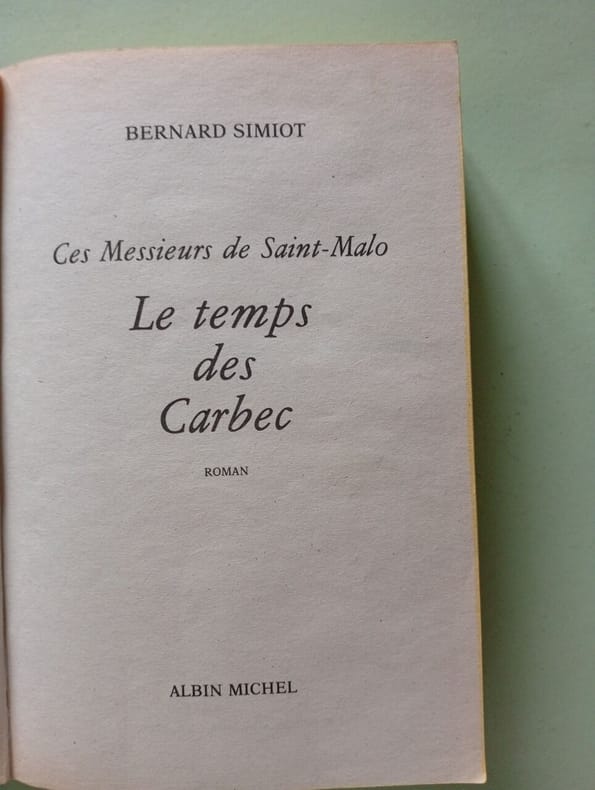 BERNARD SIMIOT
Ces Messieurs de Saint-Malo
Le temps
des
Carbec
ROMAN
ALBIN MICHEL